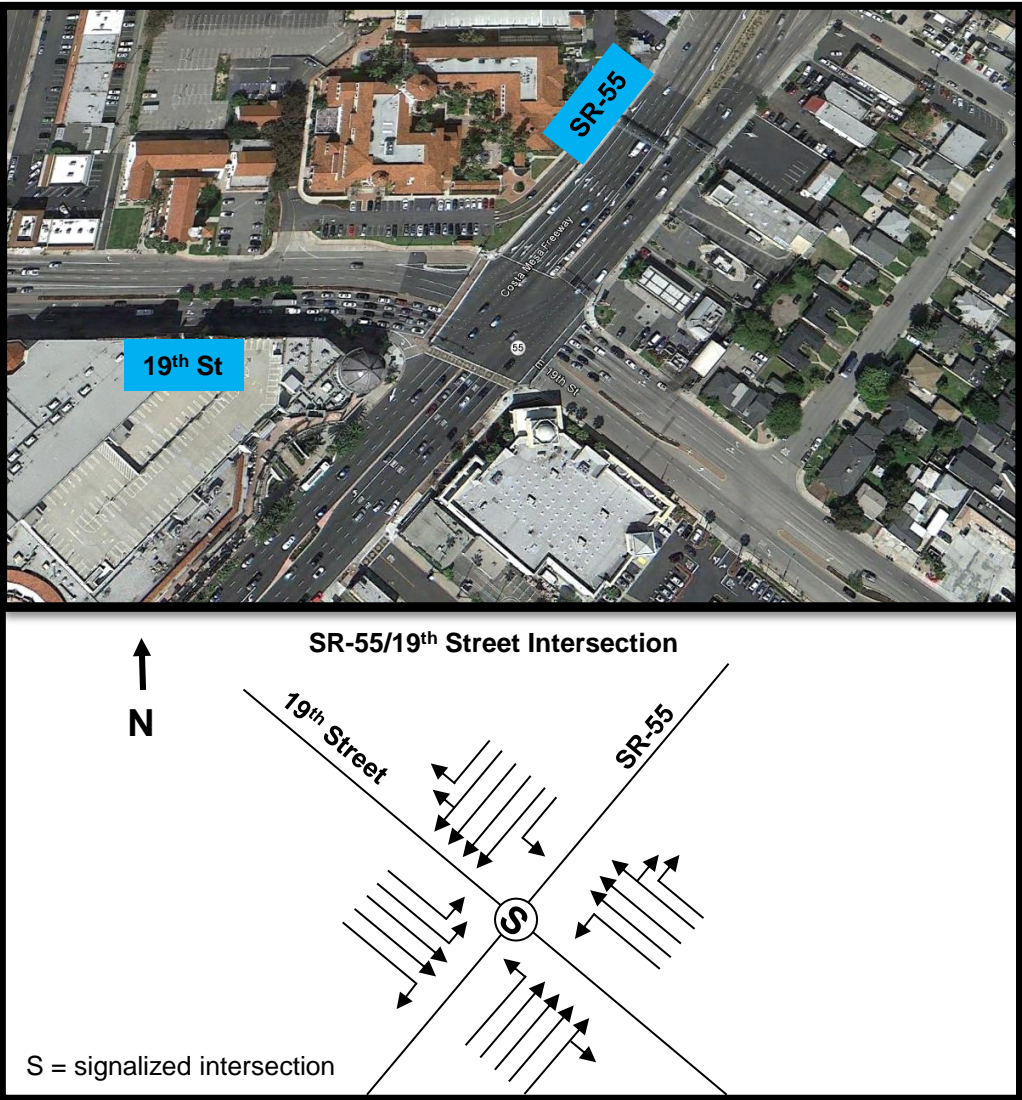 SR-55
Costa Mesa Freeway
55
E 19th St
19th St
SR-55/19th Street Intersection
N
19th Street
SR-55
S
S = signalized intersection